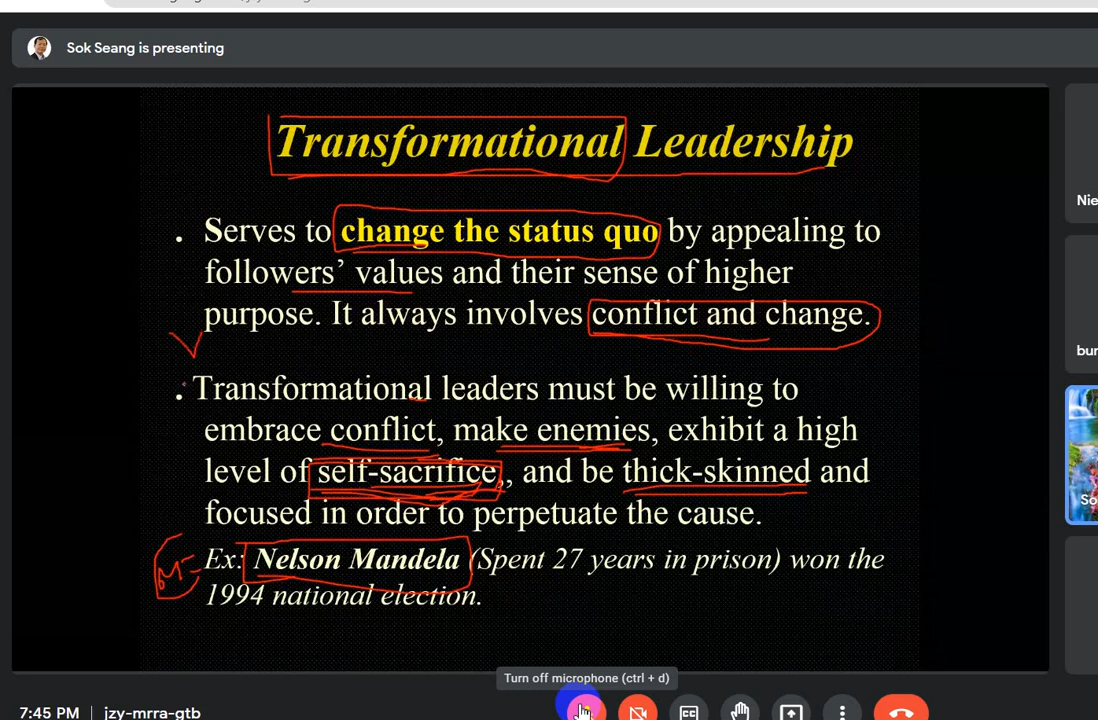 Sok Seang is presenting
Transformational Leadership
. Serves to change the status quo by appealing to
followers’ values and their sense of higher
purpose. It always involves conflict and change.
. Transformational leaders must be willing to
embrace conflict, make enemies, exhibit a high
level of self-sacrifice,, and be thick-skinned and
focused in order to perpetuate the cause.
Ex: Nelson Mandela (Spent 27 years in prison) won the
1994 national election.
Nie
bur
So
Turn off microphone (ctrl + d)
7:45 PM | jzy-mrra-gtb
CC